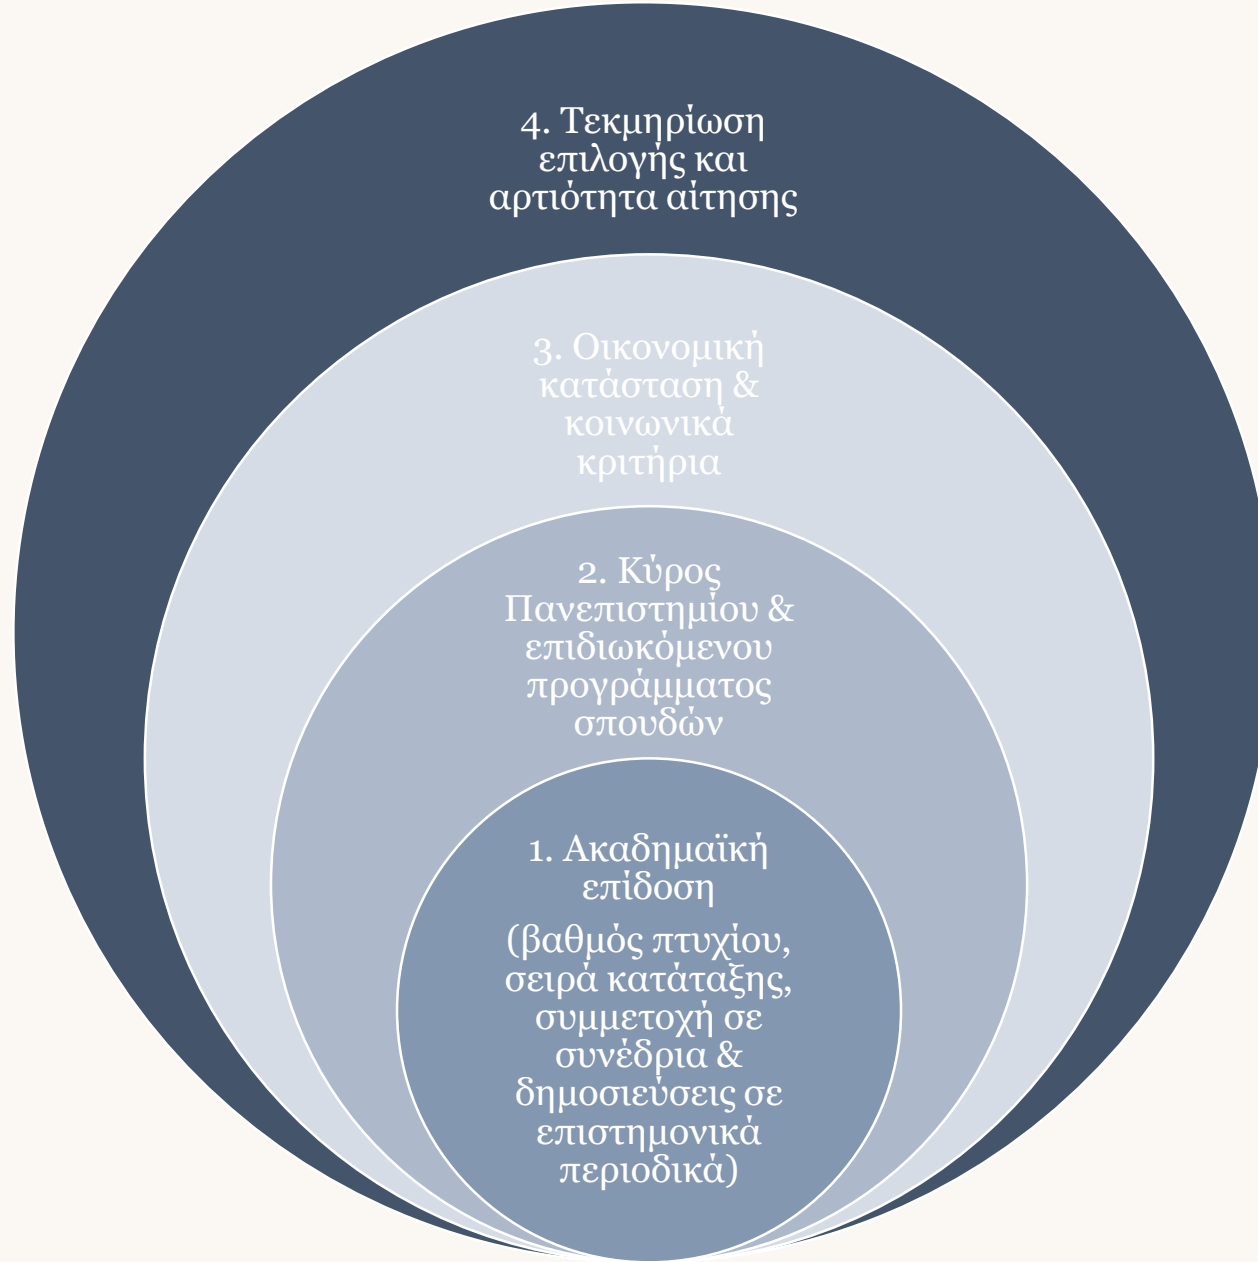 4. Τεκμηρίωση
επιλογής και
αρτιότητα αίτησης
3. Οικονομική
κατάσταση &
κοινωνικά
κριτήρια
2. Κύρος
Πανεπιστημίου &
επιδιωκόμενου
προγράμματος
σπουδών
1. Ακαδημαϊκή
επίδοση
(βαθμός πτυχίου,
σειρά κατάταξης,
συμμετοχή σε
συνέδρια &
δημοσιεύσεις σε
επιστημονικά
περιοδικά)